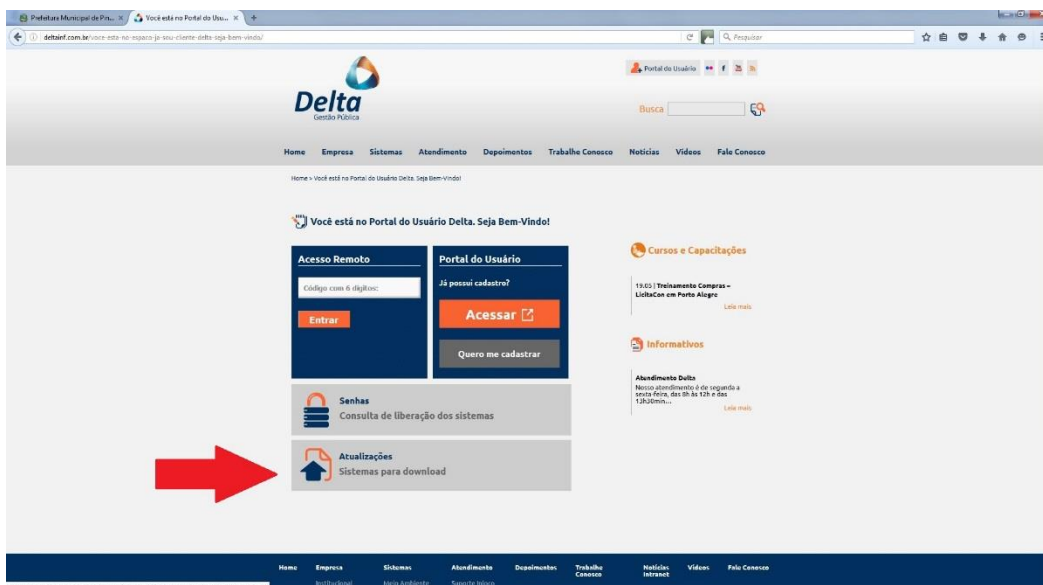 Prefeitura Municipal de Pin...
Você está no Portal do Usu...
deltainf.com.br/voce-esta-no-espaco-je-seu-cliente-delta-seja-bem-vindo/
Pesquisar
Portal do Usuário
Delta
Gestão Pública
Busca
Home Empresa Sistemas Atendimento Depoimentos Trabalhe Conosco Notícias Vídeos Fale Conosco
Home > Você está no Portal do Usuário Delta. Seja Bem-Vindo!
Você está no Portal do Usuário Delta. Seja Bem-Vindo!
Acesso Remoto
Código com 6 dígitos:
Entrar
Portal do Usuário
Já possui cadastro?
Acessar
Quero me cadastrar
Senhas
Consulta de liberação dos sistemas
Atualizações
Sistemas para download
Cursos e Capacitações
19.05 | Treinamento Compras –
LicitaCon em Porto Alegre
Leia mais
Informativos
Atendimento Delta
Nosso atendimento é de segunda a
sexta-feira, das 8h às 12h e das
13h30min...
Leia mais
Home Empresa Sistemas Atendimento Depoimentos Trabalhe Conosco Notícias Intranet Vídeos Fale Conosco
Institucional Meio Ambiente Suporte